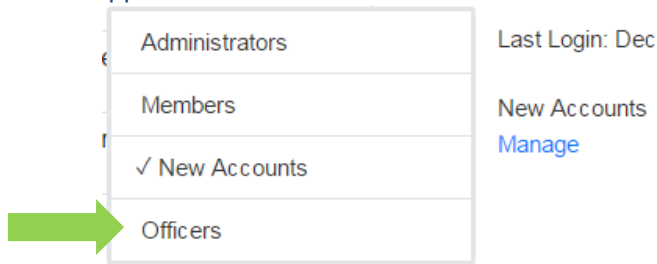 Administrators
Last Login: Dec
Members
New Accounts
Manage
✓ New Accounts
Officers